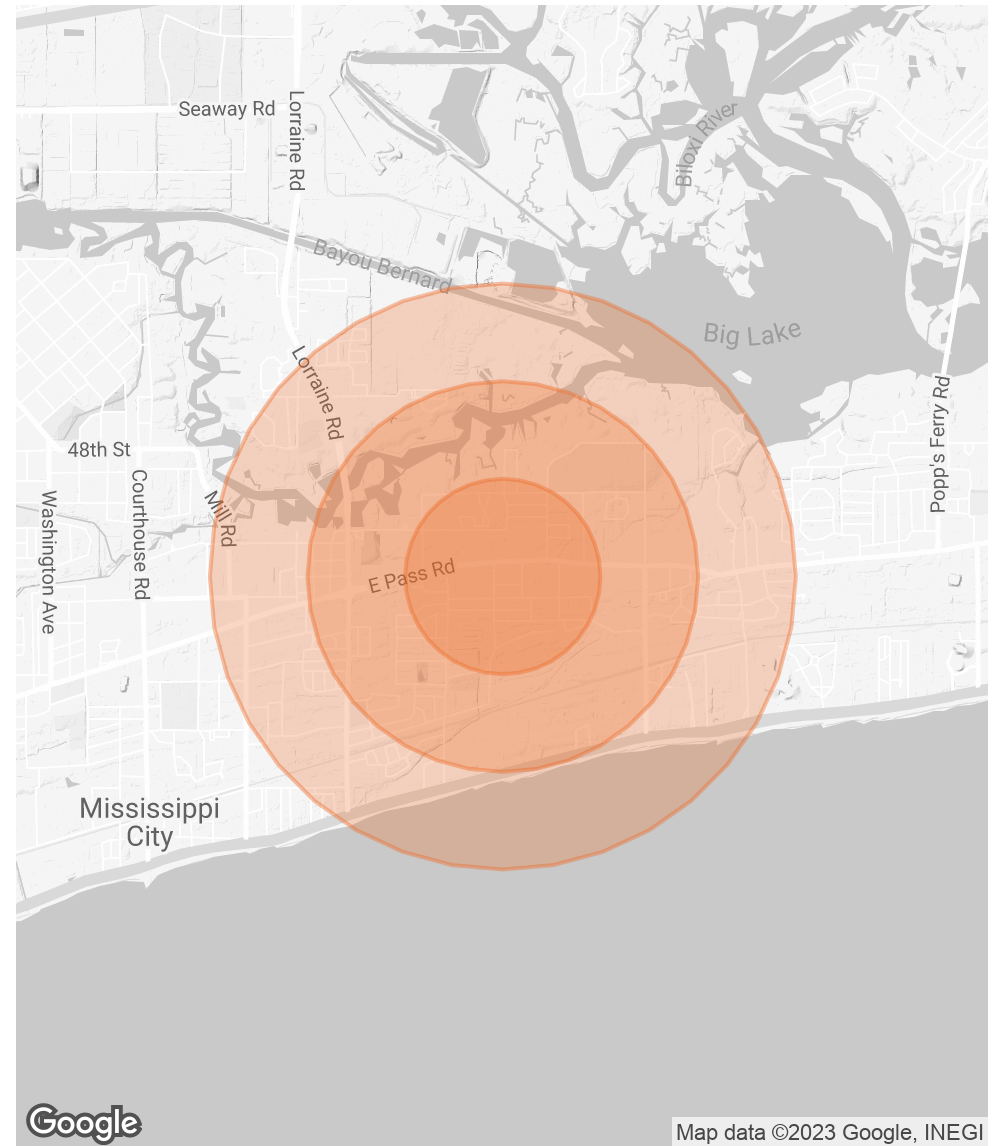 Seaway Rd
Lorraine Rd
Biloxi River
Bayou Bernard
Big Lake
Lorraine Rd
Popp's Ferry Rd
48th St
Courthouse Rd
Mill Rd
Washington Ave
E Pass Rd
Mississippi
City
Google
Map data ©2023 Google, INEGI